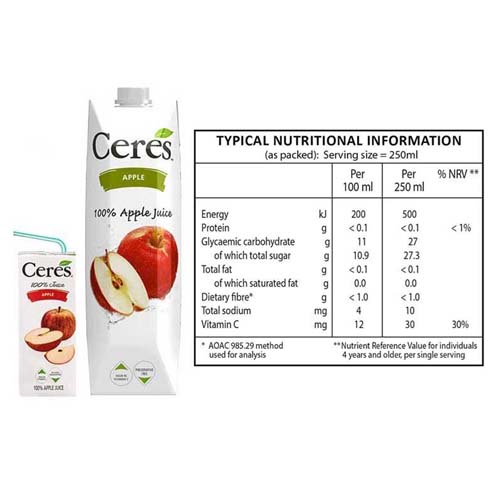 Ceres
APPLE
100% Apple Juice
Ceres
100% Juice
APPLE
100% APPLE JUICE
HIGH IN VITAMIN C
PRESERVATIVE FREE
TYPICAL NUTRITIONAL INFORMATION
(as packed): Serving size = 250ml
Per 100 ml Per 250 ml % NRV **
Energy kJ 200 500
Protein g < 0.1 < 0.1 < 1%
Glycaemic carbohydrate g 11 27
of which total sugar g 10.9 27.3
Total fat g < 0.1 < 0.1
of which saturated fat g 0.0 0.0
Dietary fibre* g < 1.0 < 1.0
Total sodium mg 4 10
Vitamin C mg 12 30 30%
* AOAC 985.29 method
used for analysis
**Nutrient Reference Value for individuals
4 years and older, per single serving